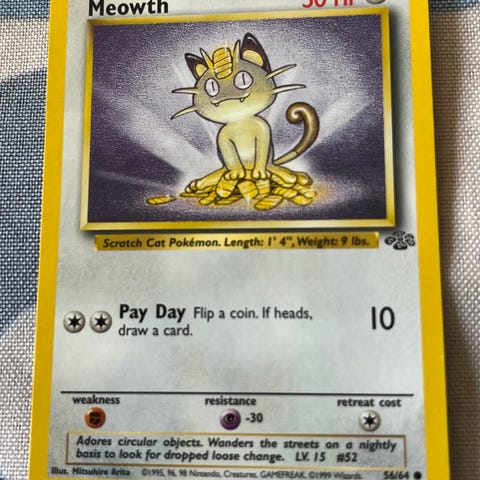 Meowth 50 HP
Scratch Cat Pokémon. Length: 1' 4", Weight: 9 lbs.
Pay Day Flip a coin. If heads,
draw a card.
10
weakness resistance retreat cost
-30
Adores circular objects. Wanders the streets on a nightly
basis to look for dropped loose change. LV. 15 #52
Illus. Mitsuhiro Arita ©1995, 96, 98 Nintendo, Creatures, GAMEFREAK. ©1999 Wizards. 56/64